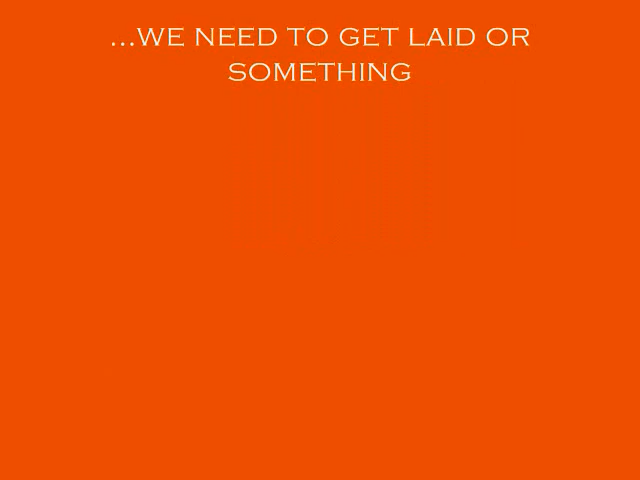 ...WE NEED TO GET LAID OR
SOMETHING